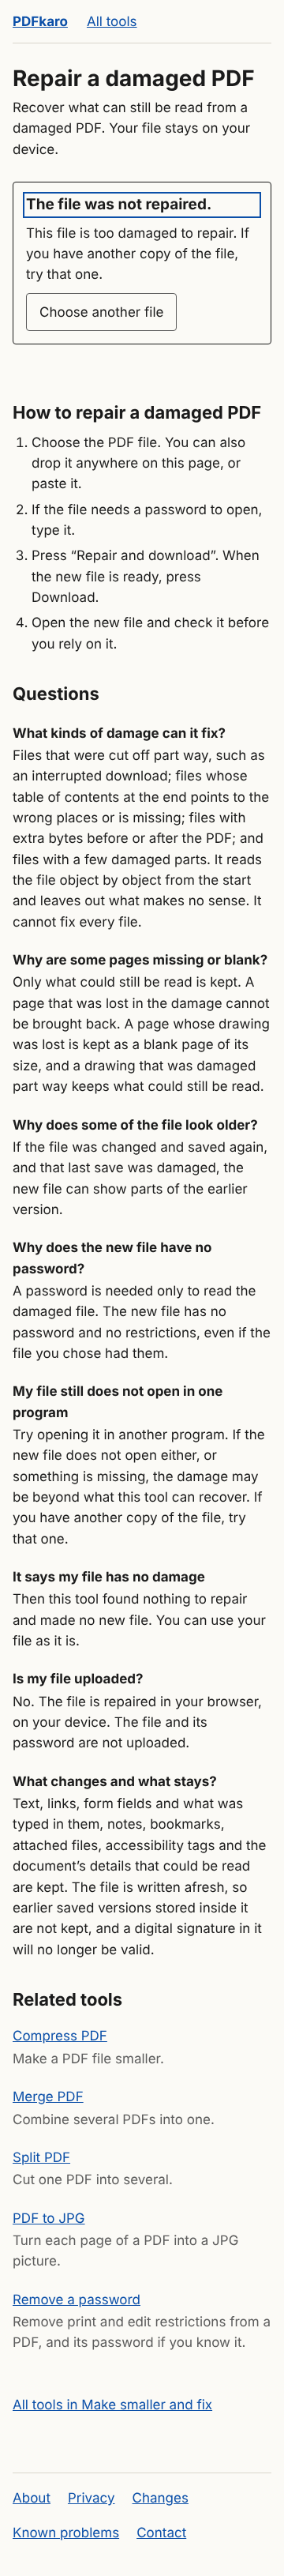 PDFkaro All tools
Repair a damaged PDF
Recover what can still be read from a
damaged PDF. Your file stays on your
device.
The file was not repaired.
This file is too damaged to repair. If
you have another copy of the file,
try that one.
Choose another file
How to repair a damaged PDF
1. Choose the PDF file. You can also
drop it anywhere on this page, or
paste it.
2. If the file needs a password to open,
type it.
3. Press “Repair and download”. When
the new file is ready, press
Download.
4. Open the new file and check it before
you rely on it.
Questions
What kinds of damage can it fix?
Files that were cut off part way, such as
an interrupted download; files whose
table of contents at the end points to the
wrong places or is missing; files with
extra bytes before or after the PDF; and
files with a few damaged parts. It reads
the file object by object from the start
and leaves out what makes no sense. It
cannot fix every file.
Why are some pages missing or blank?
Only what could still be read is kept. A
page that was lost in the damage cannot
be brought back. A page whose drawing
was lost is kept as a blank page of its
size, and a drawing that was damaged
part way keeps what could still be read.
Why does some of the file look older?
If the file was changed and saved again,
and that last save was damaged, the
new file can show parts of the earlier
version.
Why does the new file have no
password?
A password is needed only to read the
damaged file. The new file has no
password and no restrictions, even if the
file you chose had them.
My file still does not open in one
program
Try opening it in another program. If the
new file does not open either, or
something is missing, the damage may
be beyond what this tool can recover. If
you have another copy of the file, try
that one.
It says my file has no damage
Then this tool found nothing to repair
and made no new file. You can use your
file as it is.
Is my file uploaded?
No. The file is repaired in your browser,
on your device. The file and its
password are not uploaded.
What changes and what stays?
Text, links, form fields and what was
typed in them, notes, bookmarks,
attached files, accessibility tags and the
document’s details that could be read
are kept. The file is written afresh, so
earlier saved versions stored inside it
are not kept, and a digital signature in it
will no longer be valid.
Related tools
Compress PDF
Make a PDF file smaller.
Merge PDF
Combine several PDFs into one.
Split PDF
Cut one PDF into several.
PDF to JPG
Turn each page of a PDF into a JPG
picture.
Remove a password
Remove print and edit restrictions from a
PDF, and its password if you know it.
All tools in Make smaller and fix
About Privacy Changes
Known problems Contact